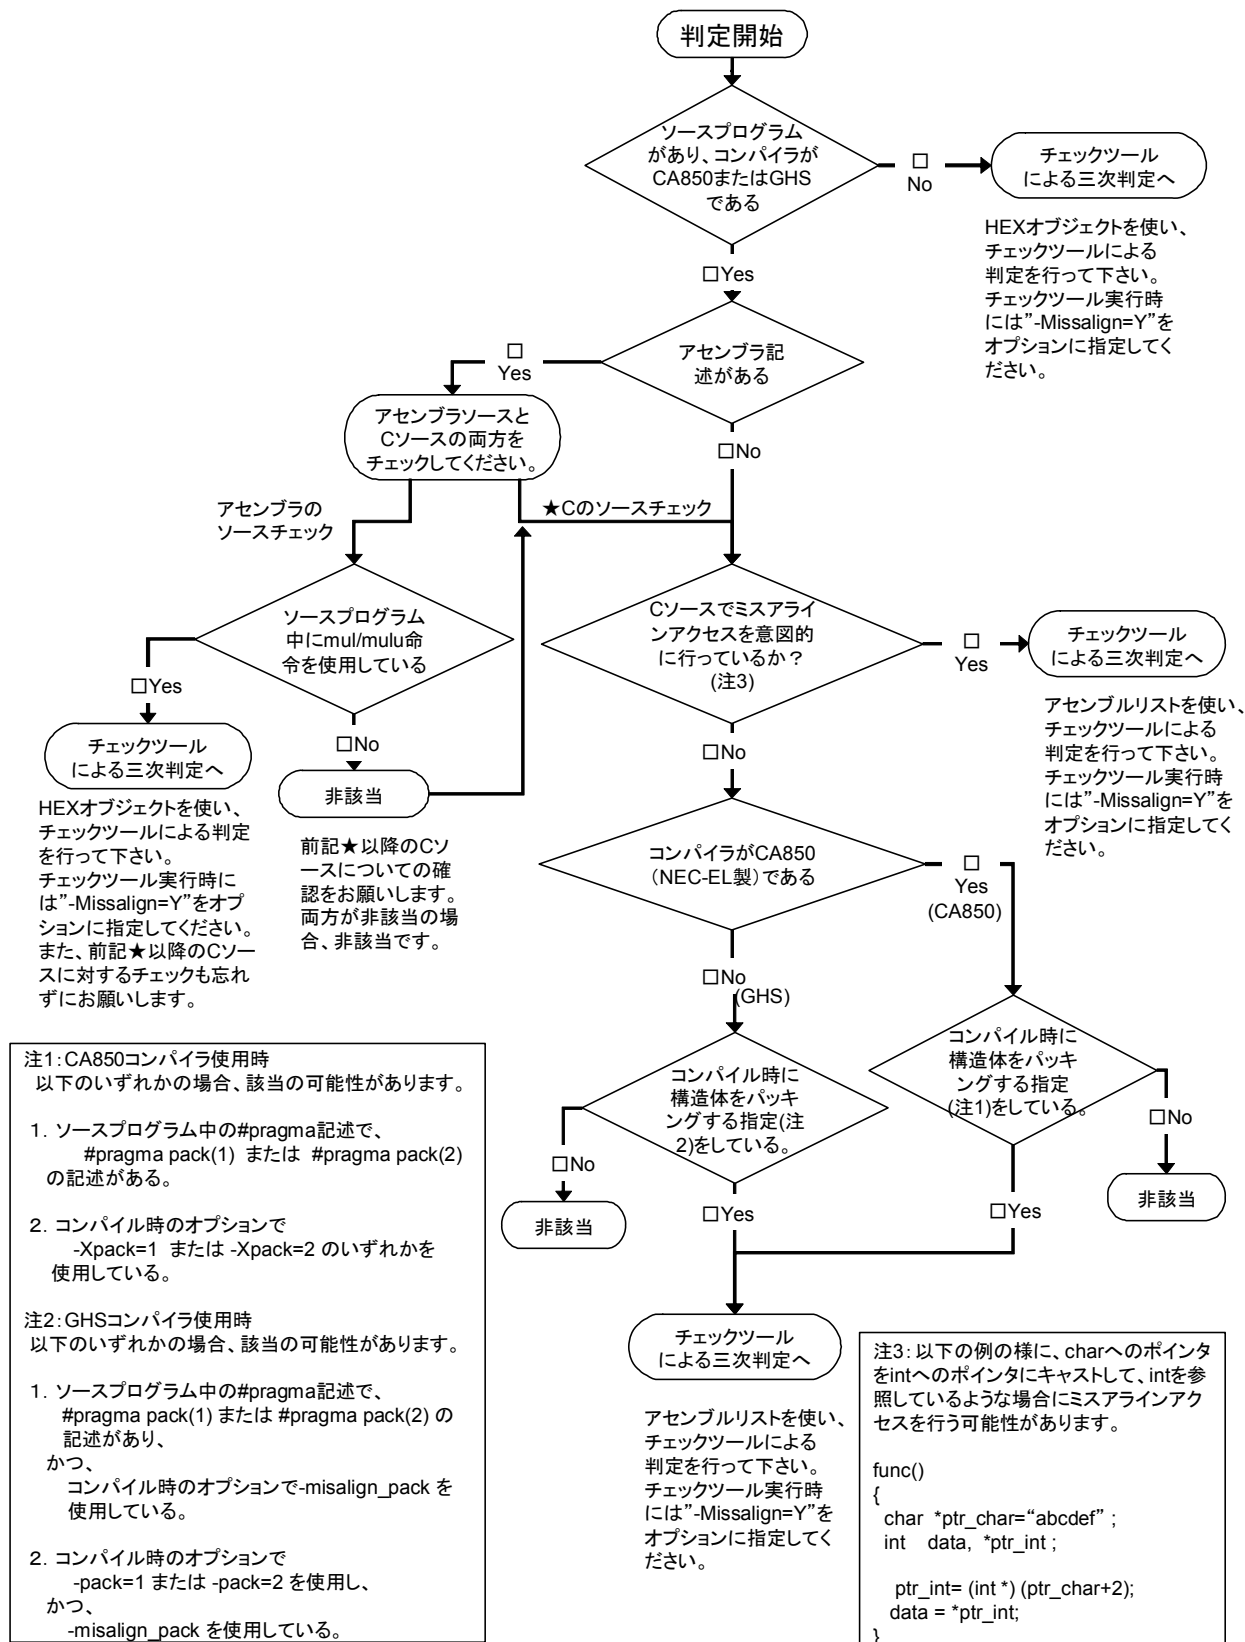 判定開始
ソースプログラム
があり、コンパイラが
CA850またはGHS
である
□
No
チェックツール
による三次判定へ
HEXオブジェクトを使い、
チェックツールによる
判定を行って下さい。
チェックツール実行時
には”-Missalign=Y”を
オプションに指定してく
ださい。
□Yes
アセンブラ記
述がある
□
Yes
アセンブラソースと
Cソースの両方を
チェックしてください。
□No
アセンブラの
ソースチェック
★Cのソースチェック
ソースプログラム
中にmul/mulu命
令を使用している
□Yes
チェックツール
による三次判定へ
HEXオブジェクトを使い、
チェックツールによる判定
を行って下さい。
チェックツール実行時に
は”-Missalign=Y”をオプ
ションに指定してください。
また、前記★以降のCソー
スに対するチェックも忘れ
ずにお願いします。
□No
非該当
前記★以降のCソ
ースについての確
認をお願いします。
両方が非該当の場
合、非該当です。
Cソースでミスアライ
ンアクセスを意図的
に行っているか?
(注3)
□
Yes
チェックツール
による三次判定へ
アセンブルリストを使い、
チェックツールによる
判定を行って下さい。
チェックツール実行時
には”-Missalign=Y”を
オプションに指定してく
ださい。
□No
コンパイラがCA850
(NEC-EL製)である
□
Yes
(CA850)
□No
(GHS)
コンパイル時に
構造体をパッキ
ングする指定(注
2)をしている。
コンパイル時に
構造体をパッキ
ングする指定
(注1)をしている。
□No
非該当
□Yes
□No
非該当
□Yes
チェックツール
による三次判定へ
アセンブルリストを使い、
チェックツールによる
判定を行って下さい。
チェックツール実行時
には”-Missalign=Y”を
オプションに指定してく
ださい。
注1:CA850コンパイラ使用時
以下のいずれかの場合、該当の可能性があります。
1. ソースプログラム中の#pragma記述で、
#pragma pack(1) または #pragma pack(2)
の記述がある。
2. コンパイル時のオプションで
-Xpack=1 または -Xpack=2 のいずれかを
使用している。
注2:GHSコンパイラ使用時
以下のいずれかの場合、該当の可能性があります。
1. ソースプログラム中の#pragma記述で、
#pragma pack(1) または #pragma pack(2) の
記述があり、
かつ、
コンパイル時のオプションで-misalign_pack を
使用している。
2. コンパイル時のオプションで
-pack=1 または -pack=2 を使用し、
かつ、
-misalign_pack を使用している。
注3:以下の例の様に、charへのポインタ
をintへのポインタにキャストして、intを参
照しているような場合にミスアラインアク
セスを行う可能性があります。
func()
{
char *ptr_char=“abcdef” ;
int data, *ptr_int ;
ptr_int= (int *) (ptr_char+2);
data = *ptr_int;
}